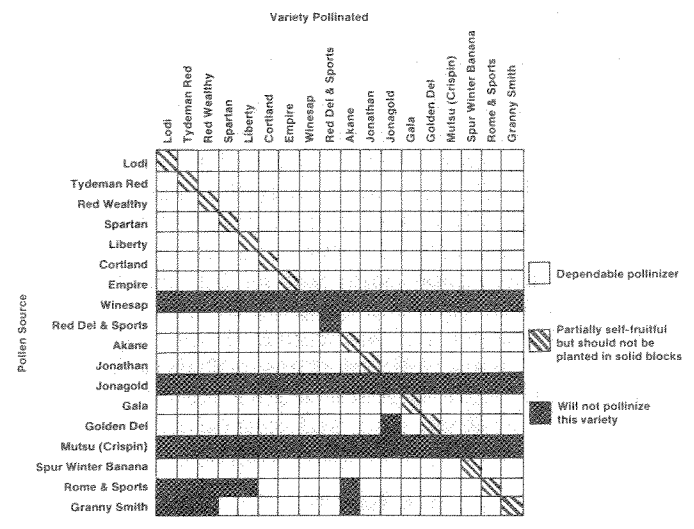 Variety Pollinated
Lodi
Tydeman Red
Red Wealthy
Spartan
Liberty
Cortland
Empire
Winesap
Red Del & Sports
Akane
Jonathan
Jonagold
Gala
Golden Del
Mutsu (Crispin)
Spur Winter Banana
Rome & Sports
Granny Smith
Pollen Source
Lodi
Tydeman Red
Red Wealthy
Spartan
Liberty
Cortland
Empire
Winesap
Red Del & Sports
Akane
Jonathan
Jonagold
Gala
Golden Del
Mutsu (Crispin)
Spur Winter Banana
Rome & Sports
Granny Smith
Dependable pollinizer
Partially self-fruitful
but should not be
planted in solid blocks
Will not pollinize
this variety